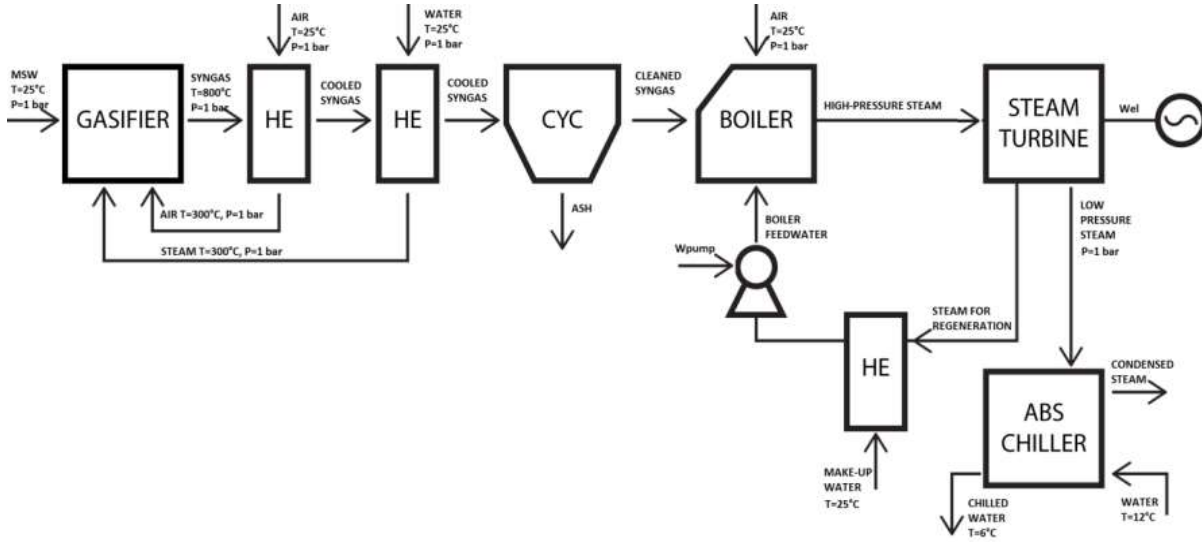 AIR
T=25°C
P=1 bar
WATER
T=25°C
P=1 bar
AIR
T=25°C
P=1 bar
MSW
T=25°C
P=1 bar
GASIFIER
SYNGAS
T=800°C
P=1 bar
HE
COOLED
SYNGAS
HE
COOLED
SYNGAS
CYC
CLEANED
SYNGAS
BOILER
HIGH-PRESSURE STEAM
STEAM
TURBINE
Wel
AIR T=300°C, P=1 bar
STEAM T=300°C, P=1 bar
ASH
BOILER
FEEDWATER
Wpump
LOW
PRESSURE
STEAM
P=1 bar
STEAM FOR
REGENERATION
HE
MAKE-UP
WATER
T=25°C
ABS
CHILLER
CONDENSED
STEAM
CHILLED
WATER
T=6°C
WATER
T=12°C